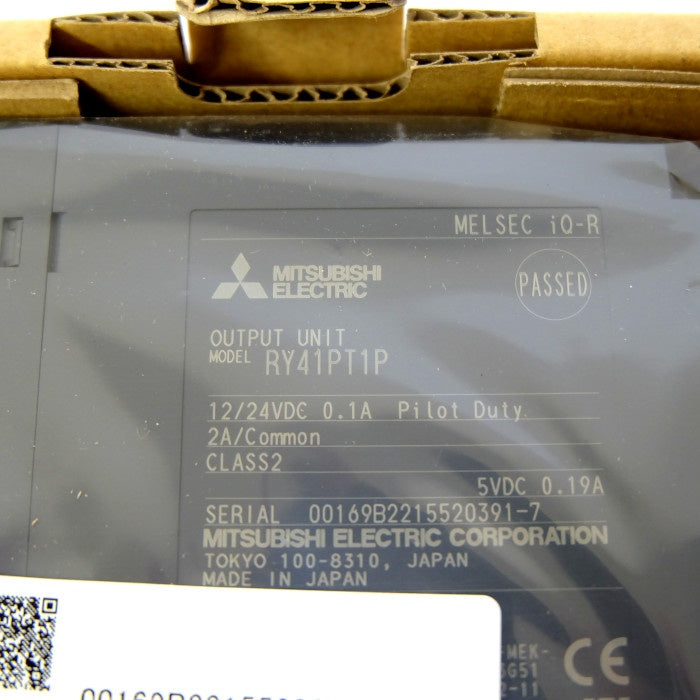 MELSEC iQ-R
MITSUBISHI
ELECTRIC
PASSED
OUTPUT UNIT
MODEL RY41PT1P
12/24VDC 0.1A Pilot Duty
2A/Common
CLASS2
5VDC 0.19A
SERIAL 00169B2215520391-7
MITSUBISHI ELECTRIC CORPORATION
TOKYO 100-8310, JAPAN
MADE IN JAPAN
CE